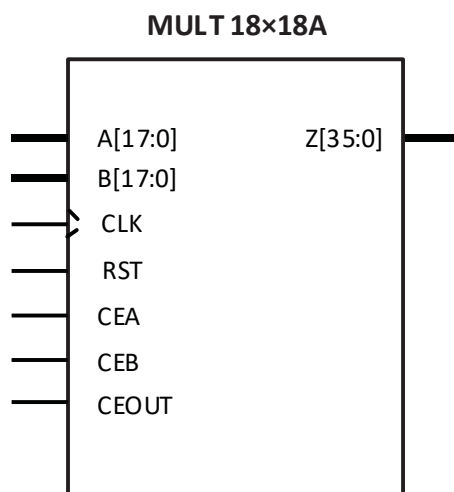 MULT 18×18A
A[17:0] Z[35:0]
B[17:0]
CLK
RST
CEA
CEB
CEOUT